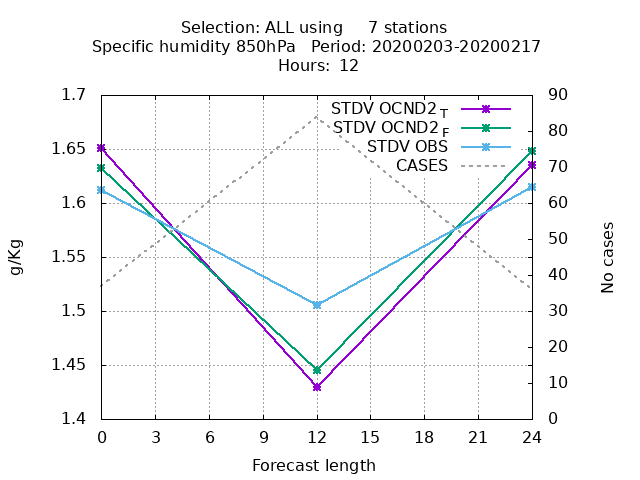 Selection: ALL using 7 stations
Specific humidity 850hPa Period: 20200203-20200217
Hours: 12
STDV OCND2_T
STDV OCND2_F
STDV OBS
CASES
1.7
1.65
1.6
1.55
1.5
1.45
1.4
g/Kg
90
80
70
60
50
40
30
20
10
0
No cases
0 3 6 9 12 15 18 21 24
Forecast length